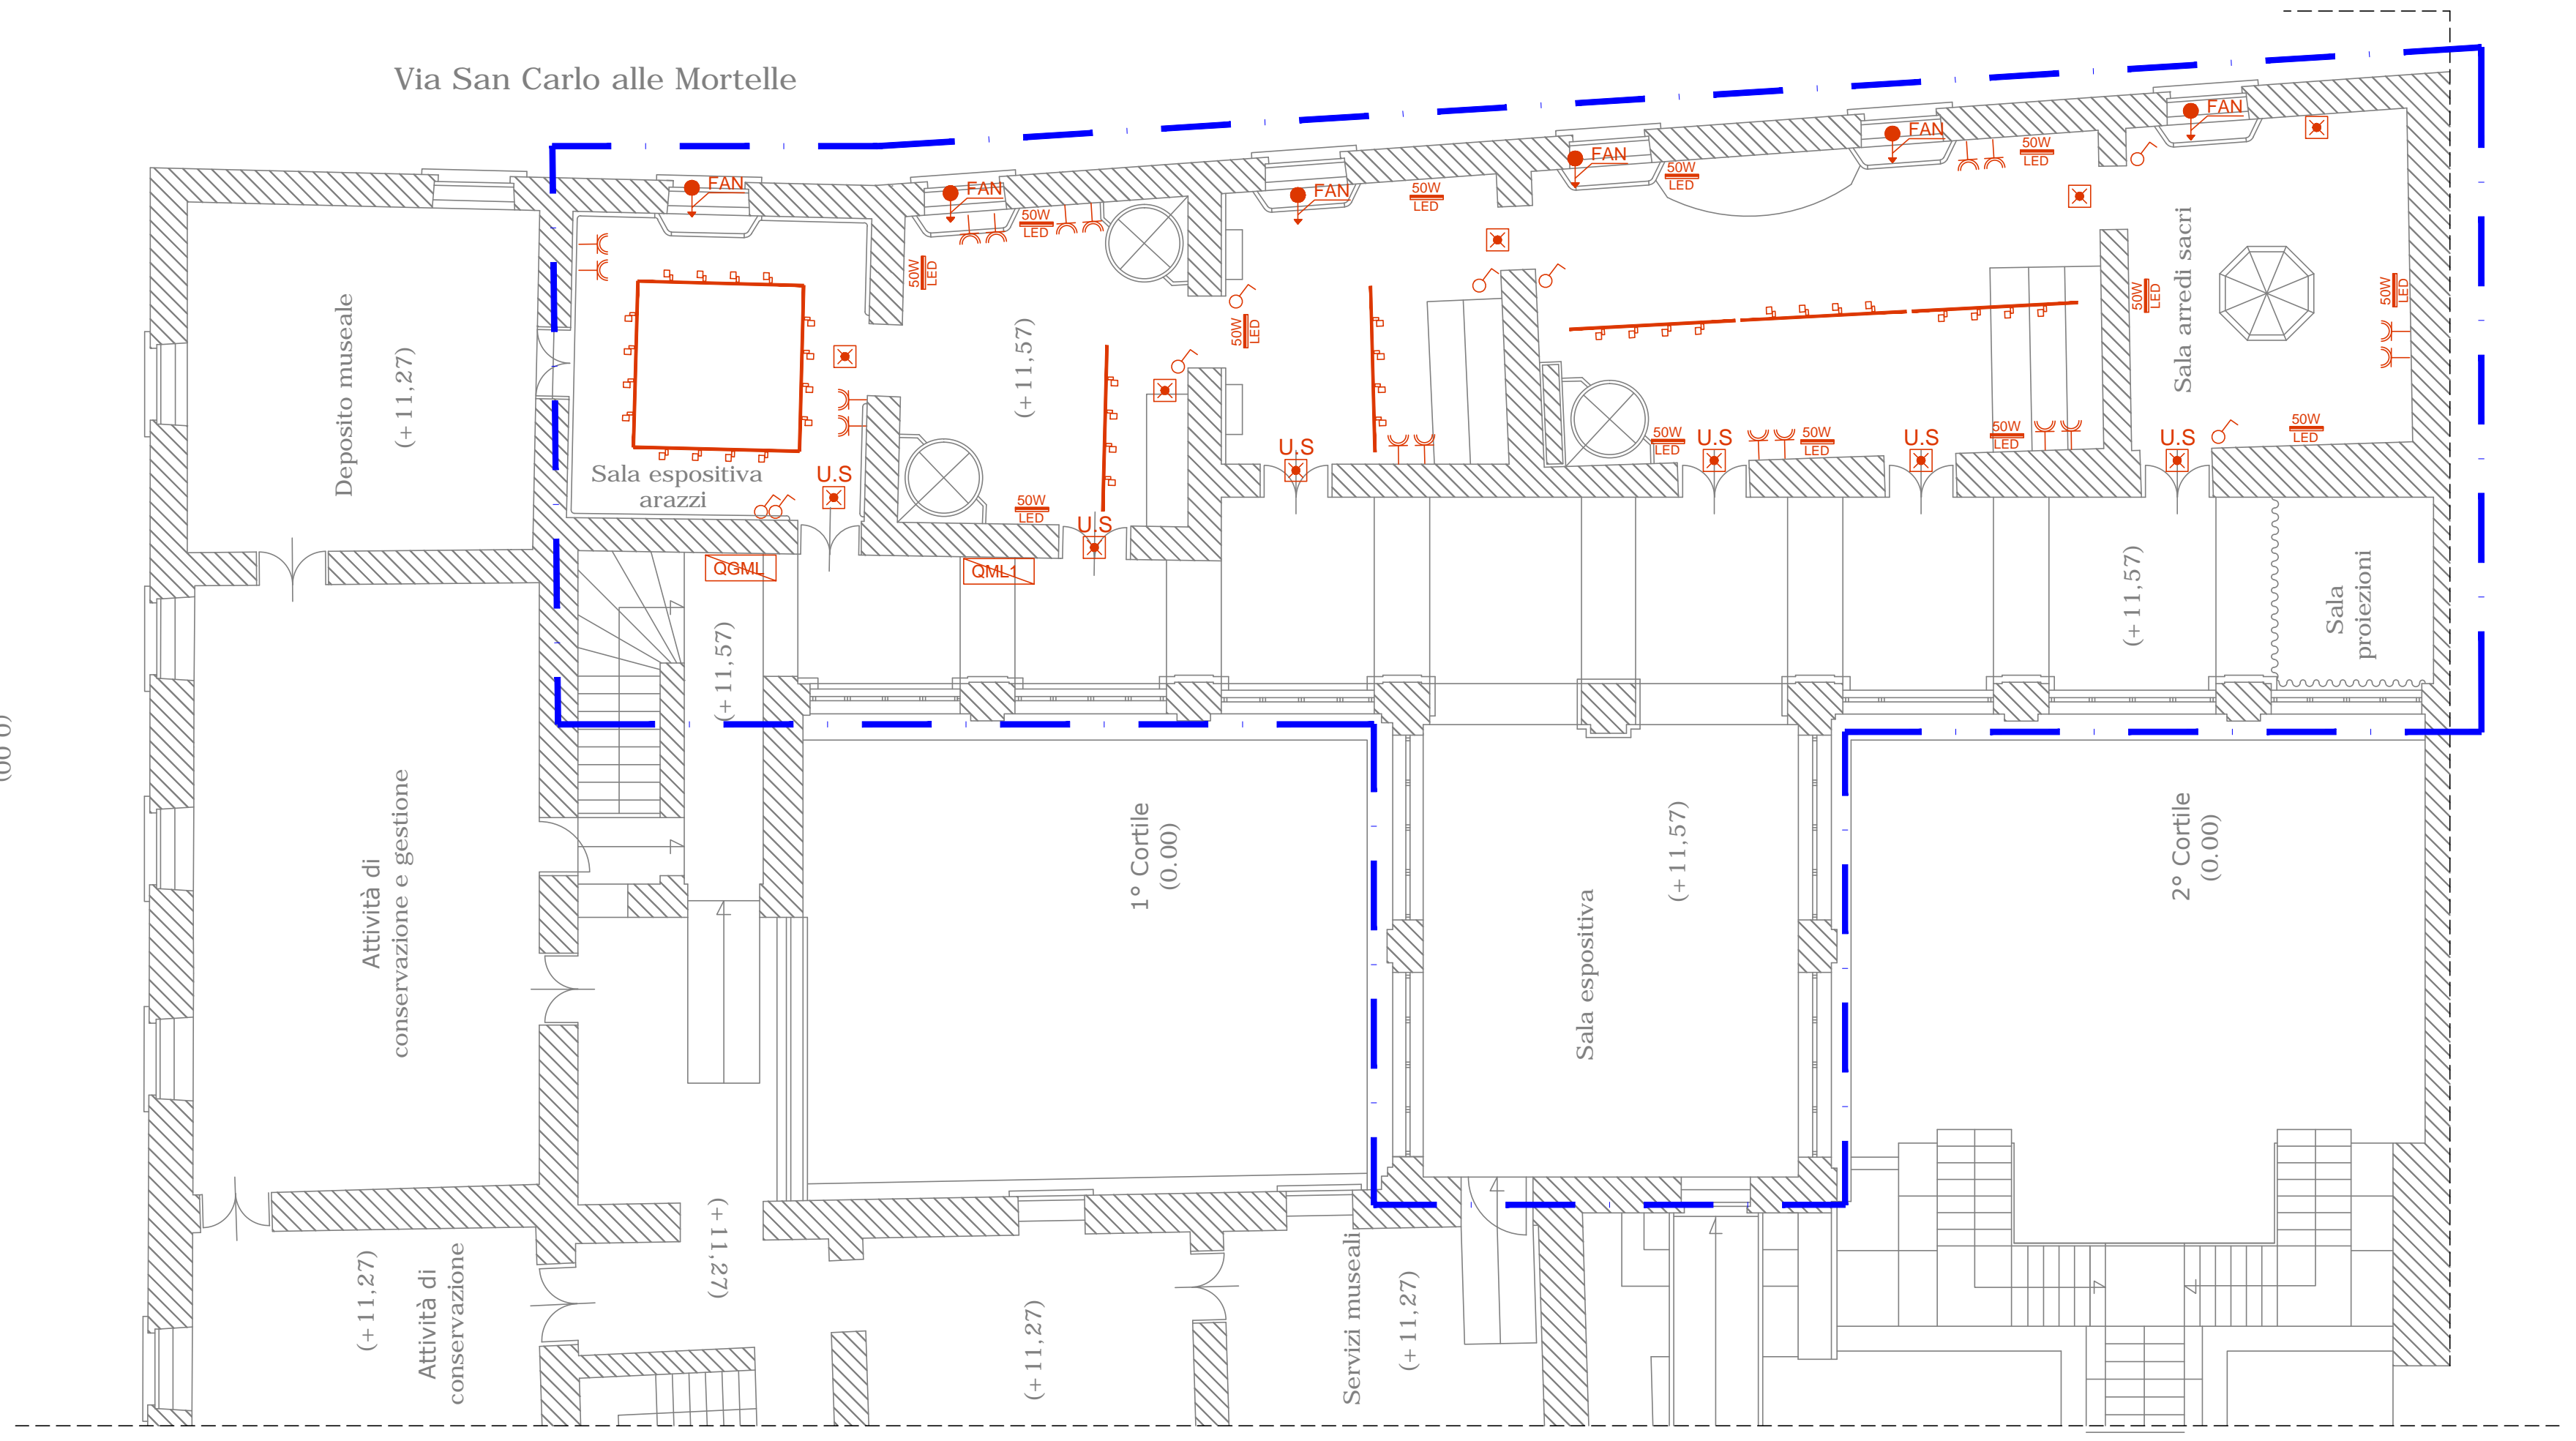 Via San Carlo alle Mortelle
FAN
FAN
FAN
FAN
FAN
FAN
50W
LED
50W
LED
50W
LED
50W
LED
50W
LED
50W
LED
50W
LED
50W
LED
50W
LED
50W
LED
50W
LED
50W
LED
50W
LED
50W
LED
Deposito museale
(+11,27)
Sala espositiva
arazzi
(+11,57)
Sala arredi sacri
U.S
U.S
U.S
U.S
U.S
U.S
QGML
QML1
(+11,57)
(+11,57)
Sala
proiezioni
Attività di
conservazione e gestione
1° Cortile
(0.00)
Sala espositiva
(+11,57)
2° Cortile
(0.00)
(+11,27)
Attività di
conservazione
(+11,27)
(+11,27)
Servizi museali
(+11,27)